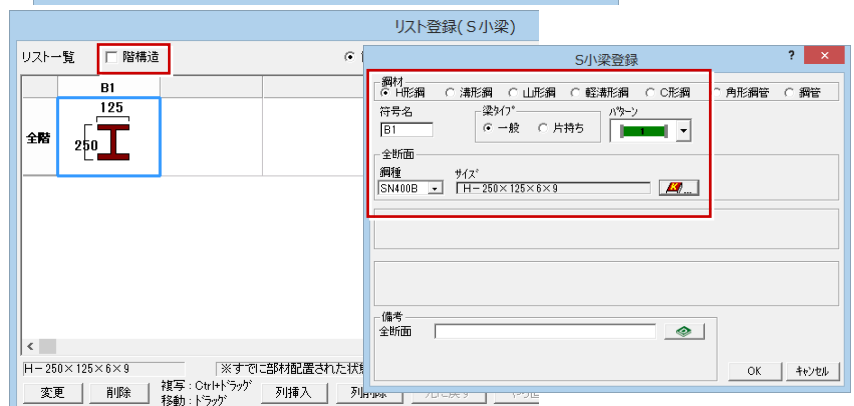 リスト登録(S小梁)
リスト一覧
階構造
B1
全階
125
250
H-250×125×6×9
※すでに部材配置された状
変更
削除
複写:Ctrl+ドラッグ
移動:ドラッグ
列挿入
S小梁登録
? ×
鋼材
H形鋼 溝形鋼 山形鋼 軽溝形鋼 C形鋼 角形鋼管 鋼管
符号名
B1
梁タイプ
一般 片持ち
パターン
1
全断面
鋼種
SN400B
サイズ
H-250×125×6×9
...
備考
全断面
OK
キャンセル